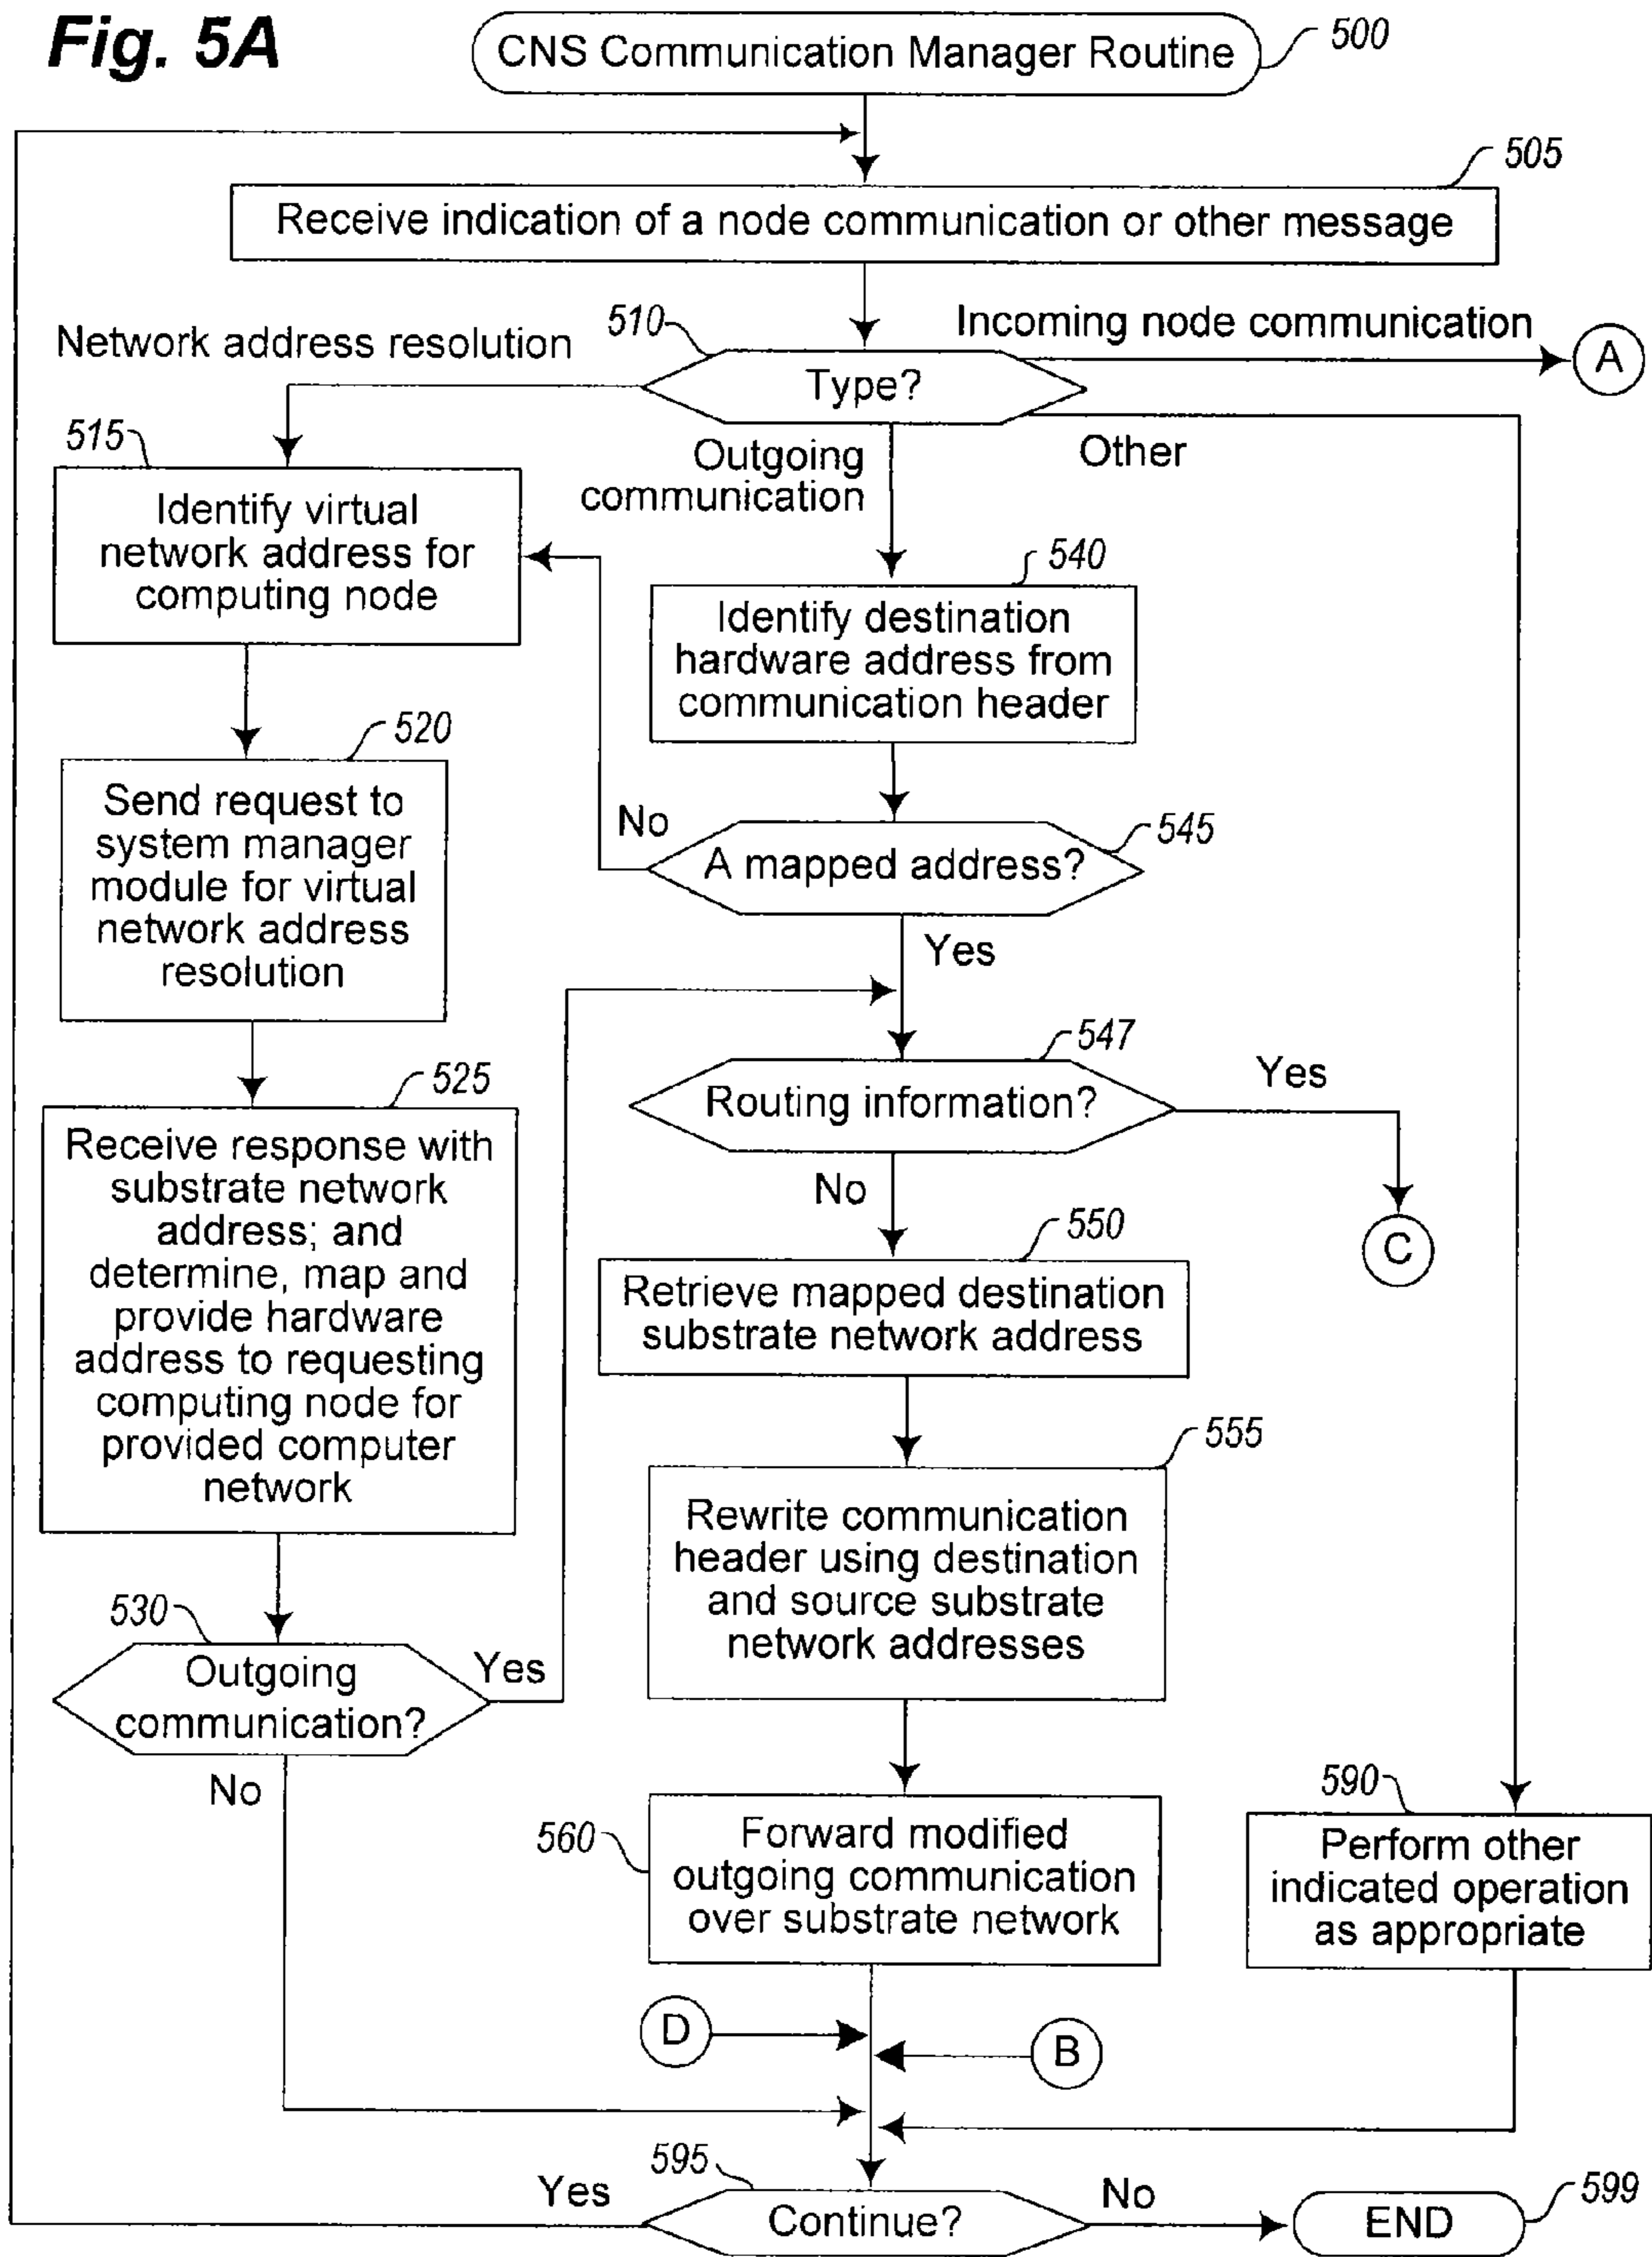 Fig. 5A
CNS Communication Manager Routine
500
505
Receive indication of a node communication or other message
Network address resolution
510
Incoming node communication
A
Type?
515
Outgoing
communication
Other
Identify virtual
network address for
computing node
540
Identify destination
hardware address from
communication header
520
Send request to
system manager
module for virtual
network address
resolution
No
545
A mapped address?
Yes
525
Receive response with
substrate network
address; and
determine, map and
provide hardware
address to requesting
computing node for
provided computer
network
547
Routing information?
Yes
No
C
550
Retrieve mapped destination
substrate network address
555
Rewrite communication
header using destination
and source substrate
network addresses
530
Outgoing
communication?
Yes
No
560
Forward modified
outgoing communication
over substrate network
590
Perform other
indicated operation
as appropriate
D
B
595
Yes
Continue?
No
END
599